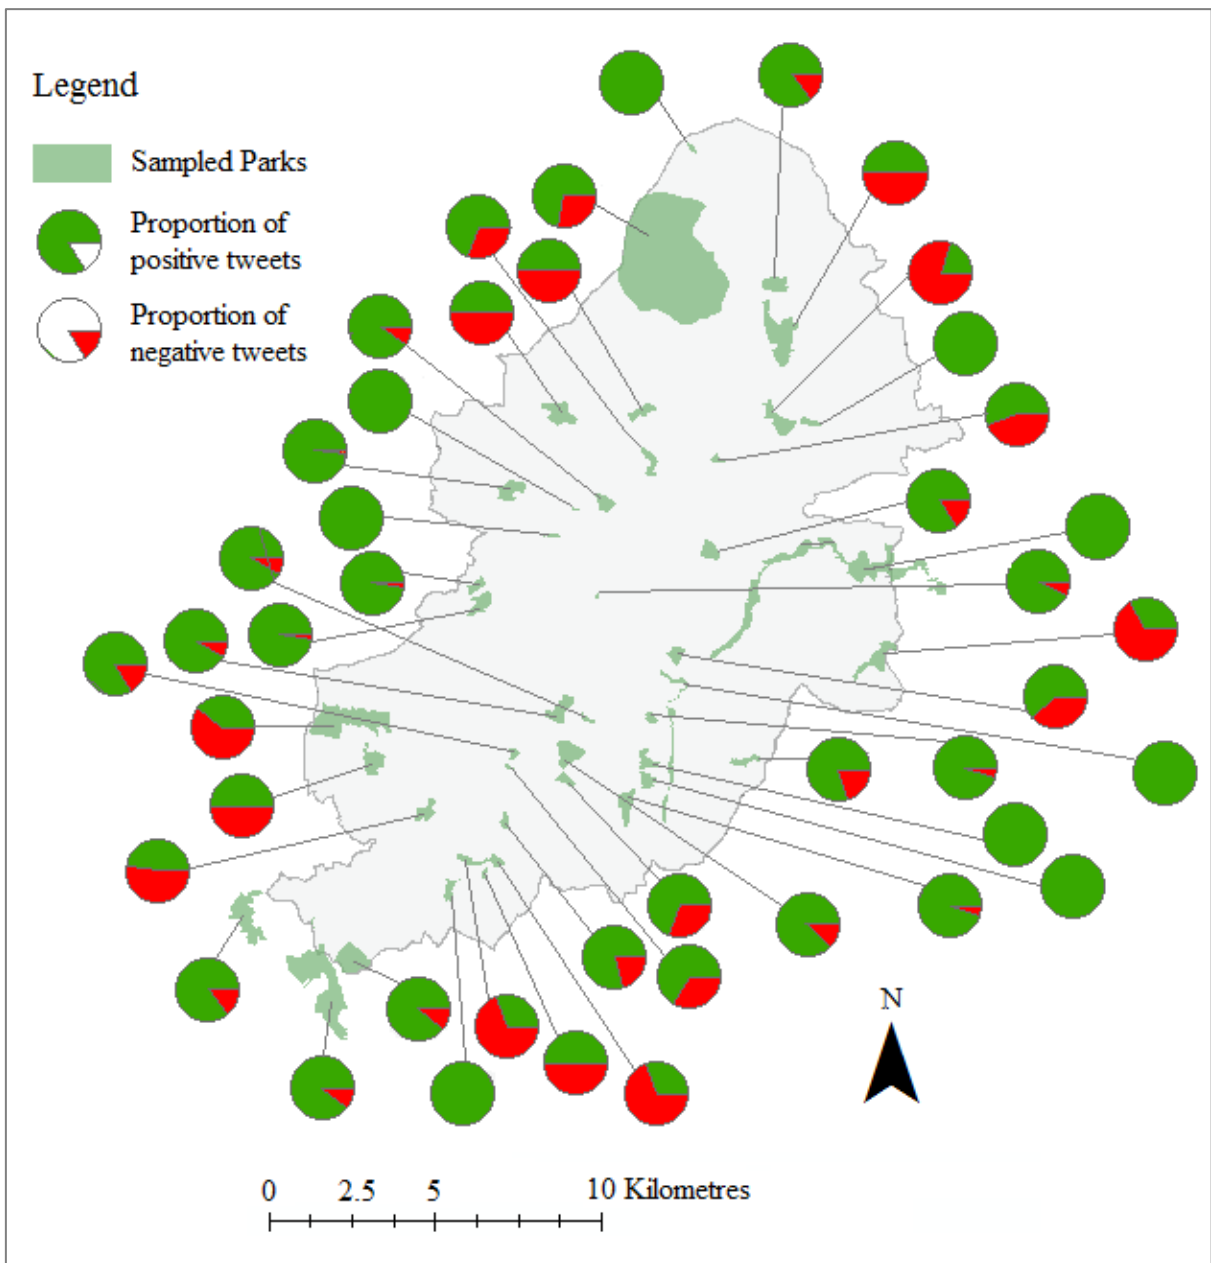 Legend
Sampled Parks
Proportion of
positive tweets
Proportion of
negative tweets
N
0 2.5 5 10 Kilometres